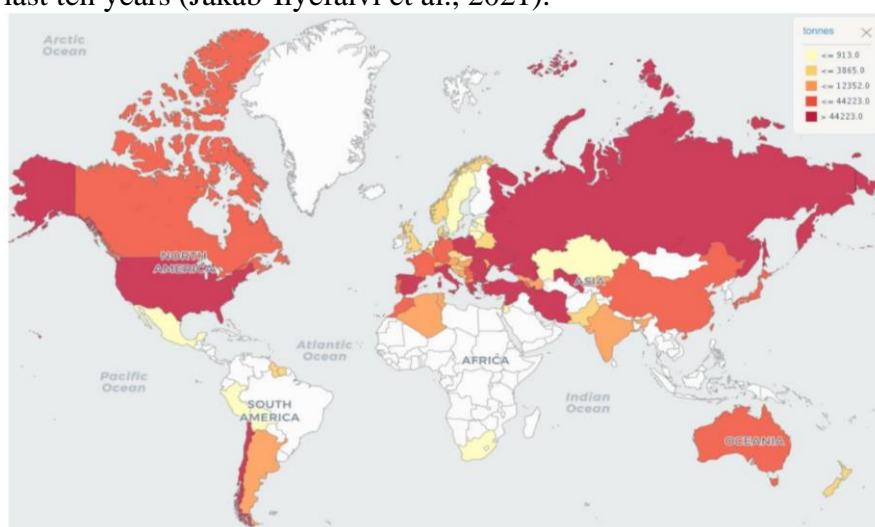 last ten years (Jakab-Ilyefalvi et al., 2021).
tonnes
<= 913.0
<= 3865.0
<= 12352.0
<= 44223.0
> 44223.0
Arctic
Ocean
NORTH
AMERICA
ASIA
Atlantic
Ocean
AFRICA
Pacific
Ocean
Indian
Ocean
SOUTH
AMERICA
OCEANIA